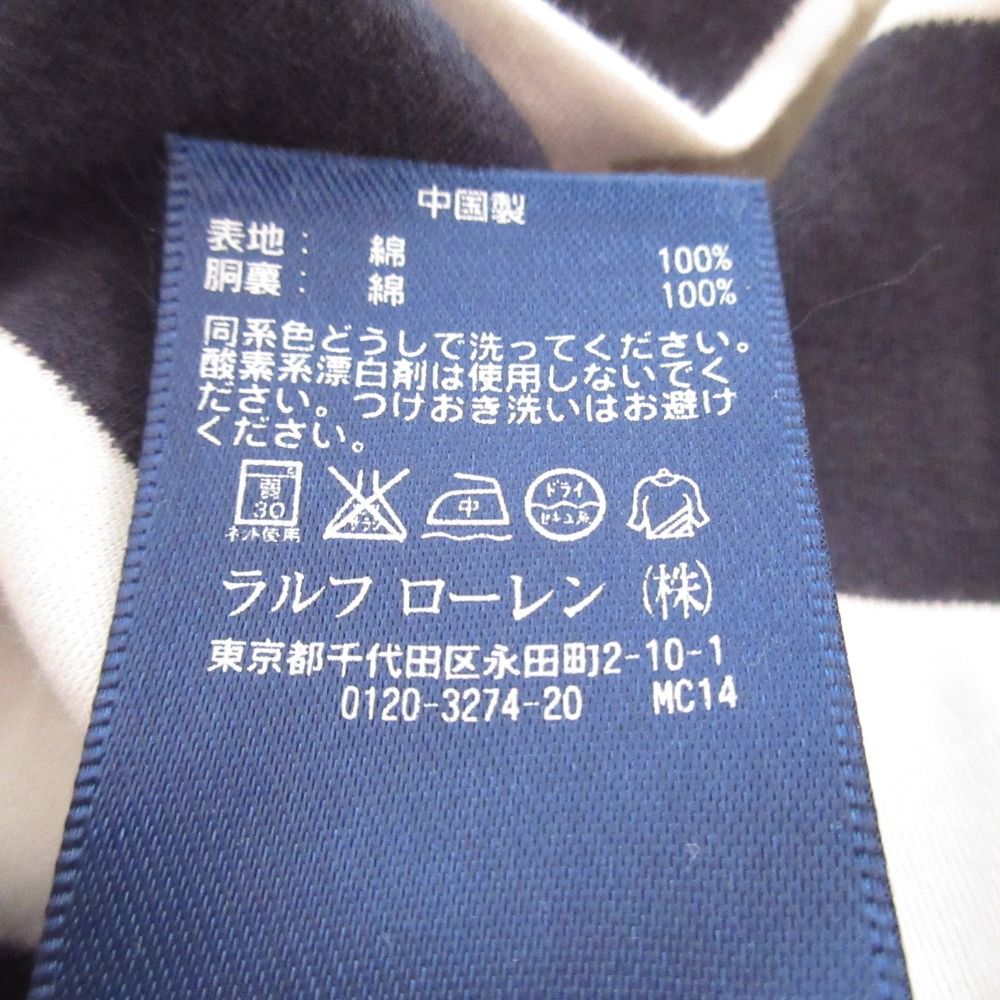 中国製
表地： 綿 100%
胴裏： 綿 100%
同系色どうしで洗ってください。
酸素系漂白剤は使用しないでく
ださい。つけおき洗いはお避け
ください。
弱 中 ドライ
30 セキユ系
ネット使用
ラルフ ローレン (株)
東京都千代田区永田町2-10-1
0120-3274-20 MC14